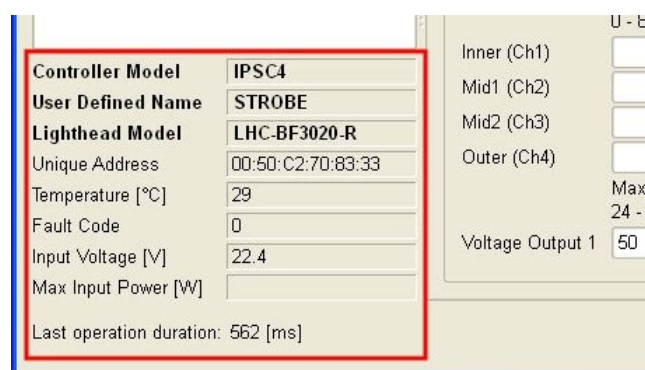 Controller Model IPSC4
User Defined Name STROBE
Lighthead Model LHC-BF3020-R
Unique Address 00:50:C2:70:83:33
Temperature [°C] 29
Fault Code 0
Input Voltage [V] 22.4
Max Input Power [W]
Last operation duration: 562 [ms]
0 - 8
Inner (Ch1)
Mid1 (Ch2)
Mid2 (Ch3)
Outer (Ch4)
Max
24 -
Voltage Output 1 50